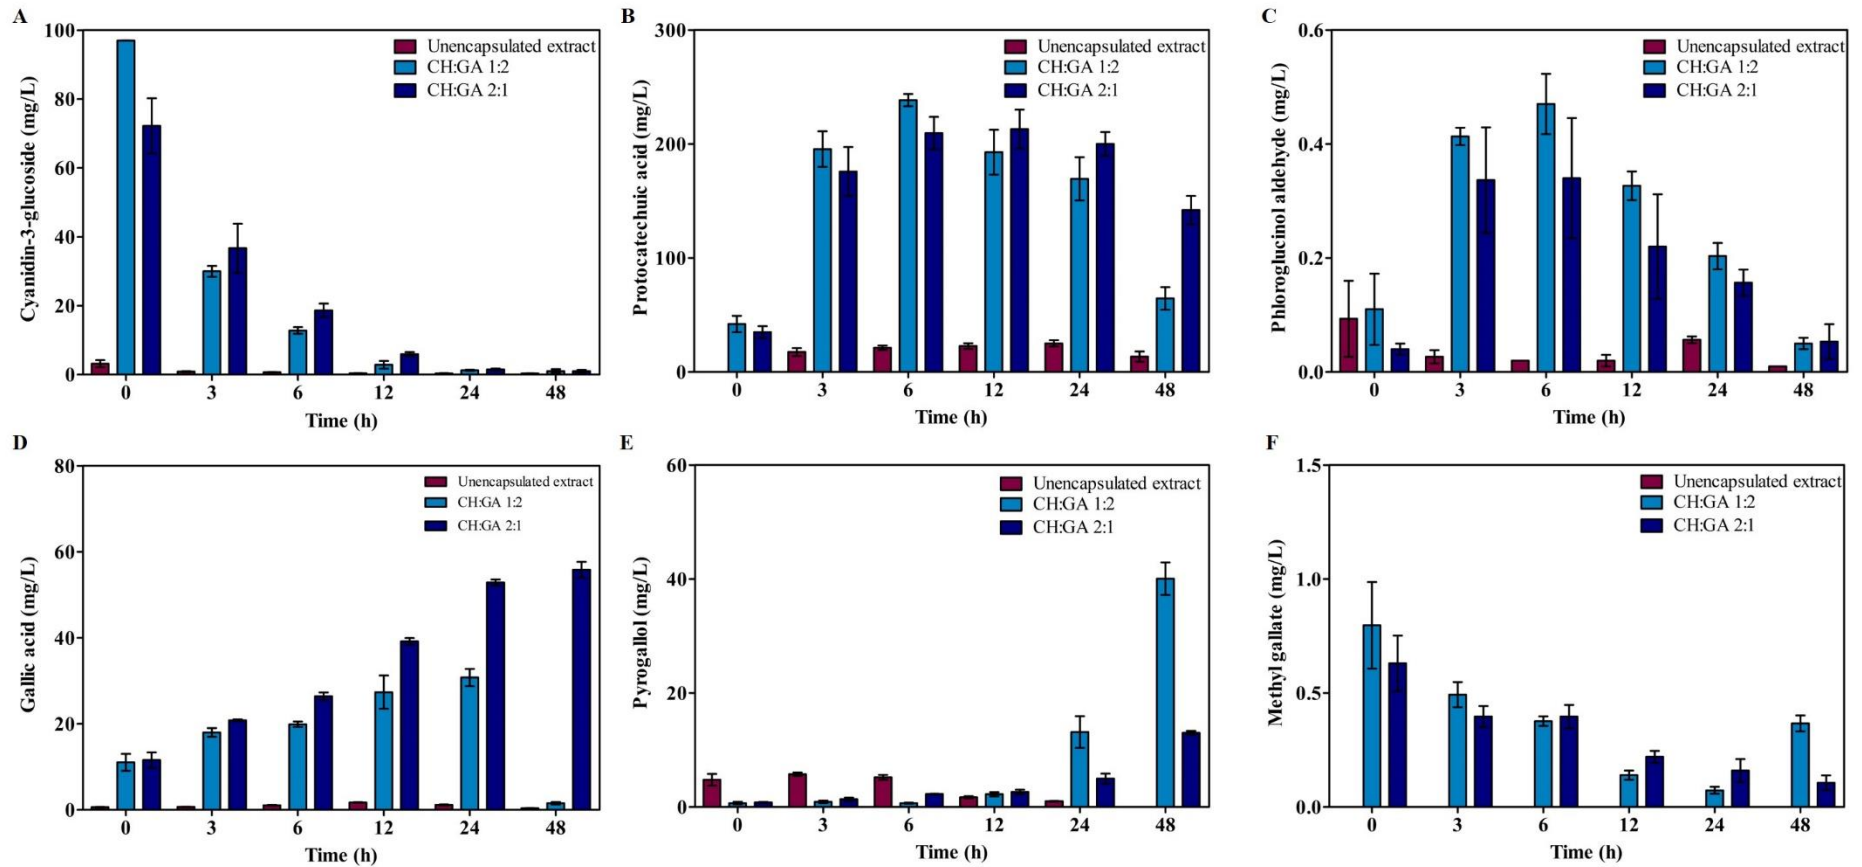 A
Cyanidin-3-glucoside (mg/L)
100
80
60
40
20
0
Unencapsulated extract
CH:GA 1:2
CH:GA 2:1
0 3 6 12 24 48
Time (h)
B
Protocatechuic acid (mg/L)
300
200
100
0
Unencapsulated extract
CH:GA 1:2
CH:GA 2:1
0 3 6 12 24 48
Time (h)
C
Phloroglucinol aldehyde (mg/L)
0.6
0.4
0.2
0.0
Unencapsulated extract
CH:GA 1:2
CH:GA 2:1
0 3 6 12 24 48
Time (h)
D
Gallic acid (mg/L)
80
60
40
20
0
Unencapsulated extract
CH:GA 1:2
CH:GA 2:1
0 3 6 12 24 48
Time (h)
E
Pyrogallol (mg/L)
60
40
20
0
Unencapsulated extract
CH:GA 1:2
CH:GA 2:1
0 3 6 12 24 48
Time (h)
F
Methyl gallate (mg/L)
1.5
1.0
0.5
0.0
Unencapsulated extract
CH:GA 1:2
CH:GA 2:1
0 3 6 12 24 48
Time (h)